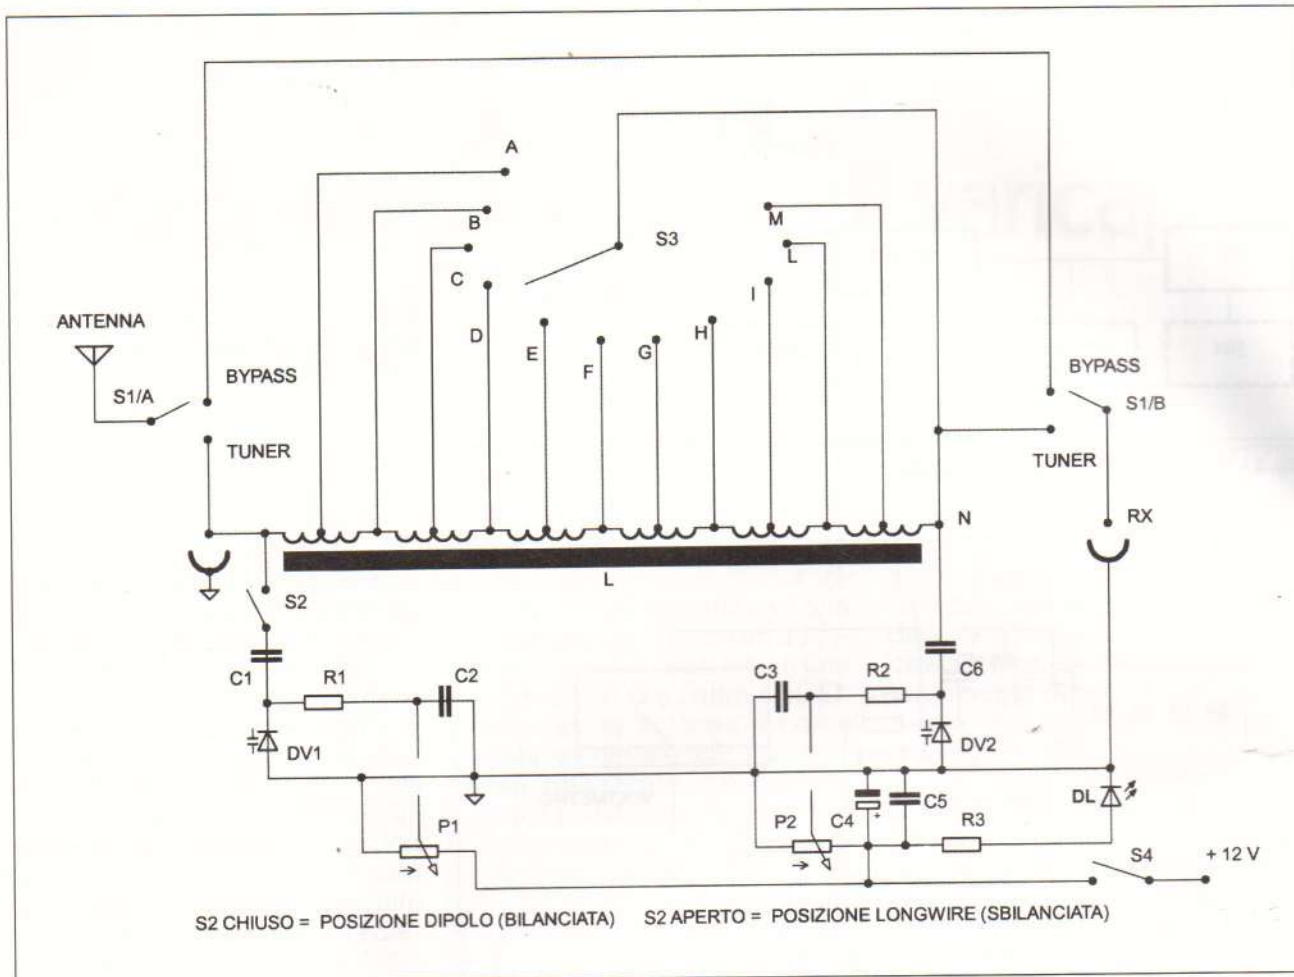 A
B
M
S3
L
C
I
ANTENNA
D
H
E
G
F
BYPASS
BYPASS
S1/A
S1/B
TUNER
TUNER
N
RX
L
S2
C1
R1
C2
C3
R2
C6
DV1
DV2
P1
P2
C4
+
C5
DL
R3
S4
+ 12 V
S2 CHIUSO = POSIZIONE DIPOLO (BILANCIATA) S2 APERTO = POSIZIONE LONGWIRE (SBILANCIATA)